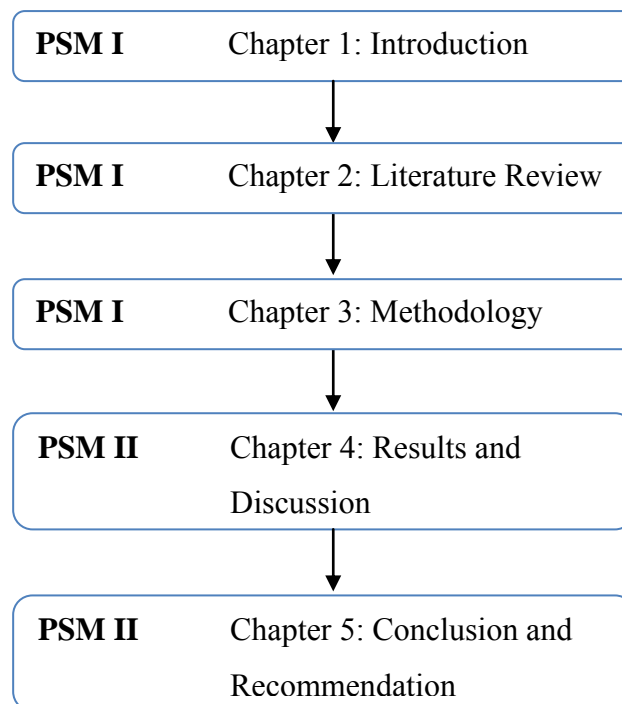 PSM I Chapter 1: Introduction
PSM I Chapter 2: Literature Review
PSM I Chapter 3: Methodology
PSM II Chapter 4: Results and
Discussion
PSM II Chapter 5: Conclusion and
Recommendation